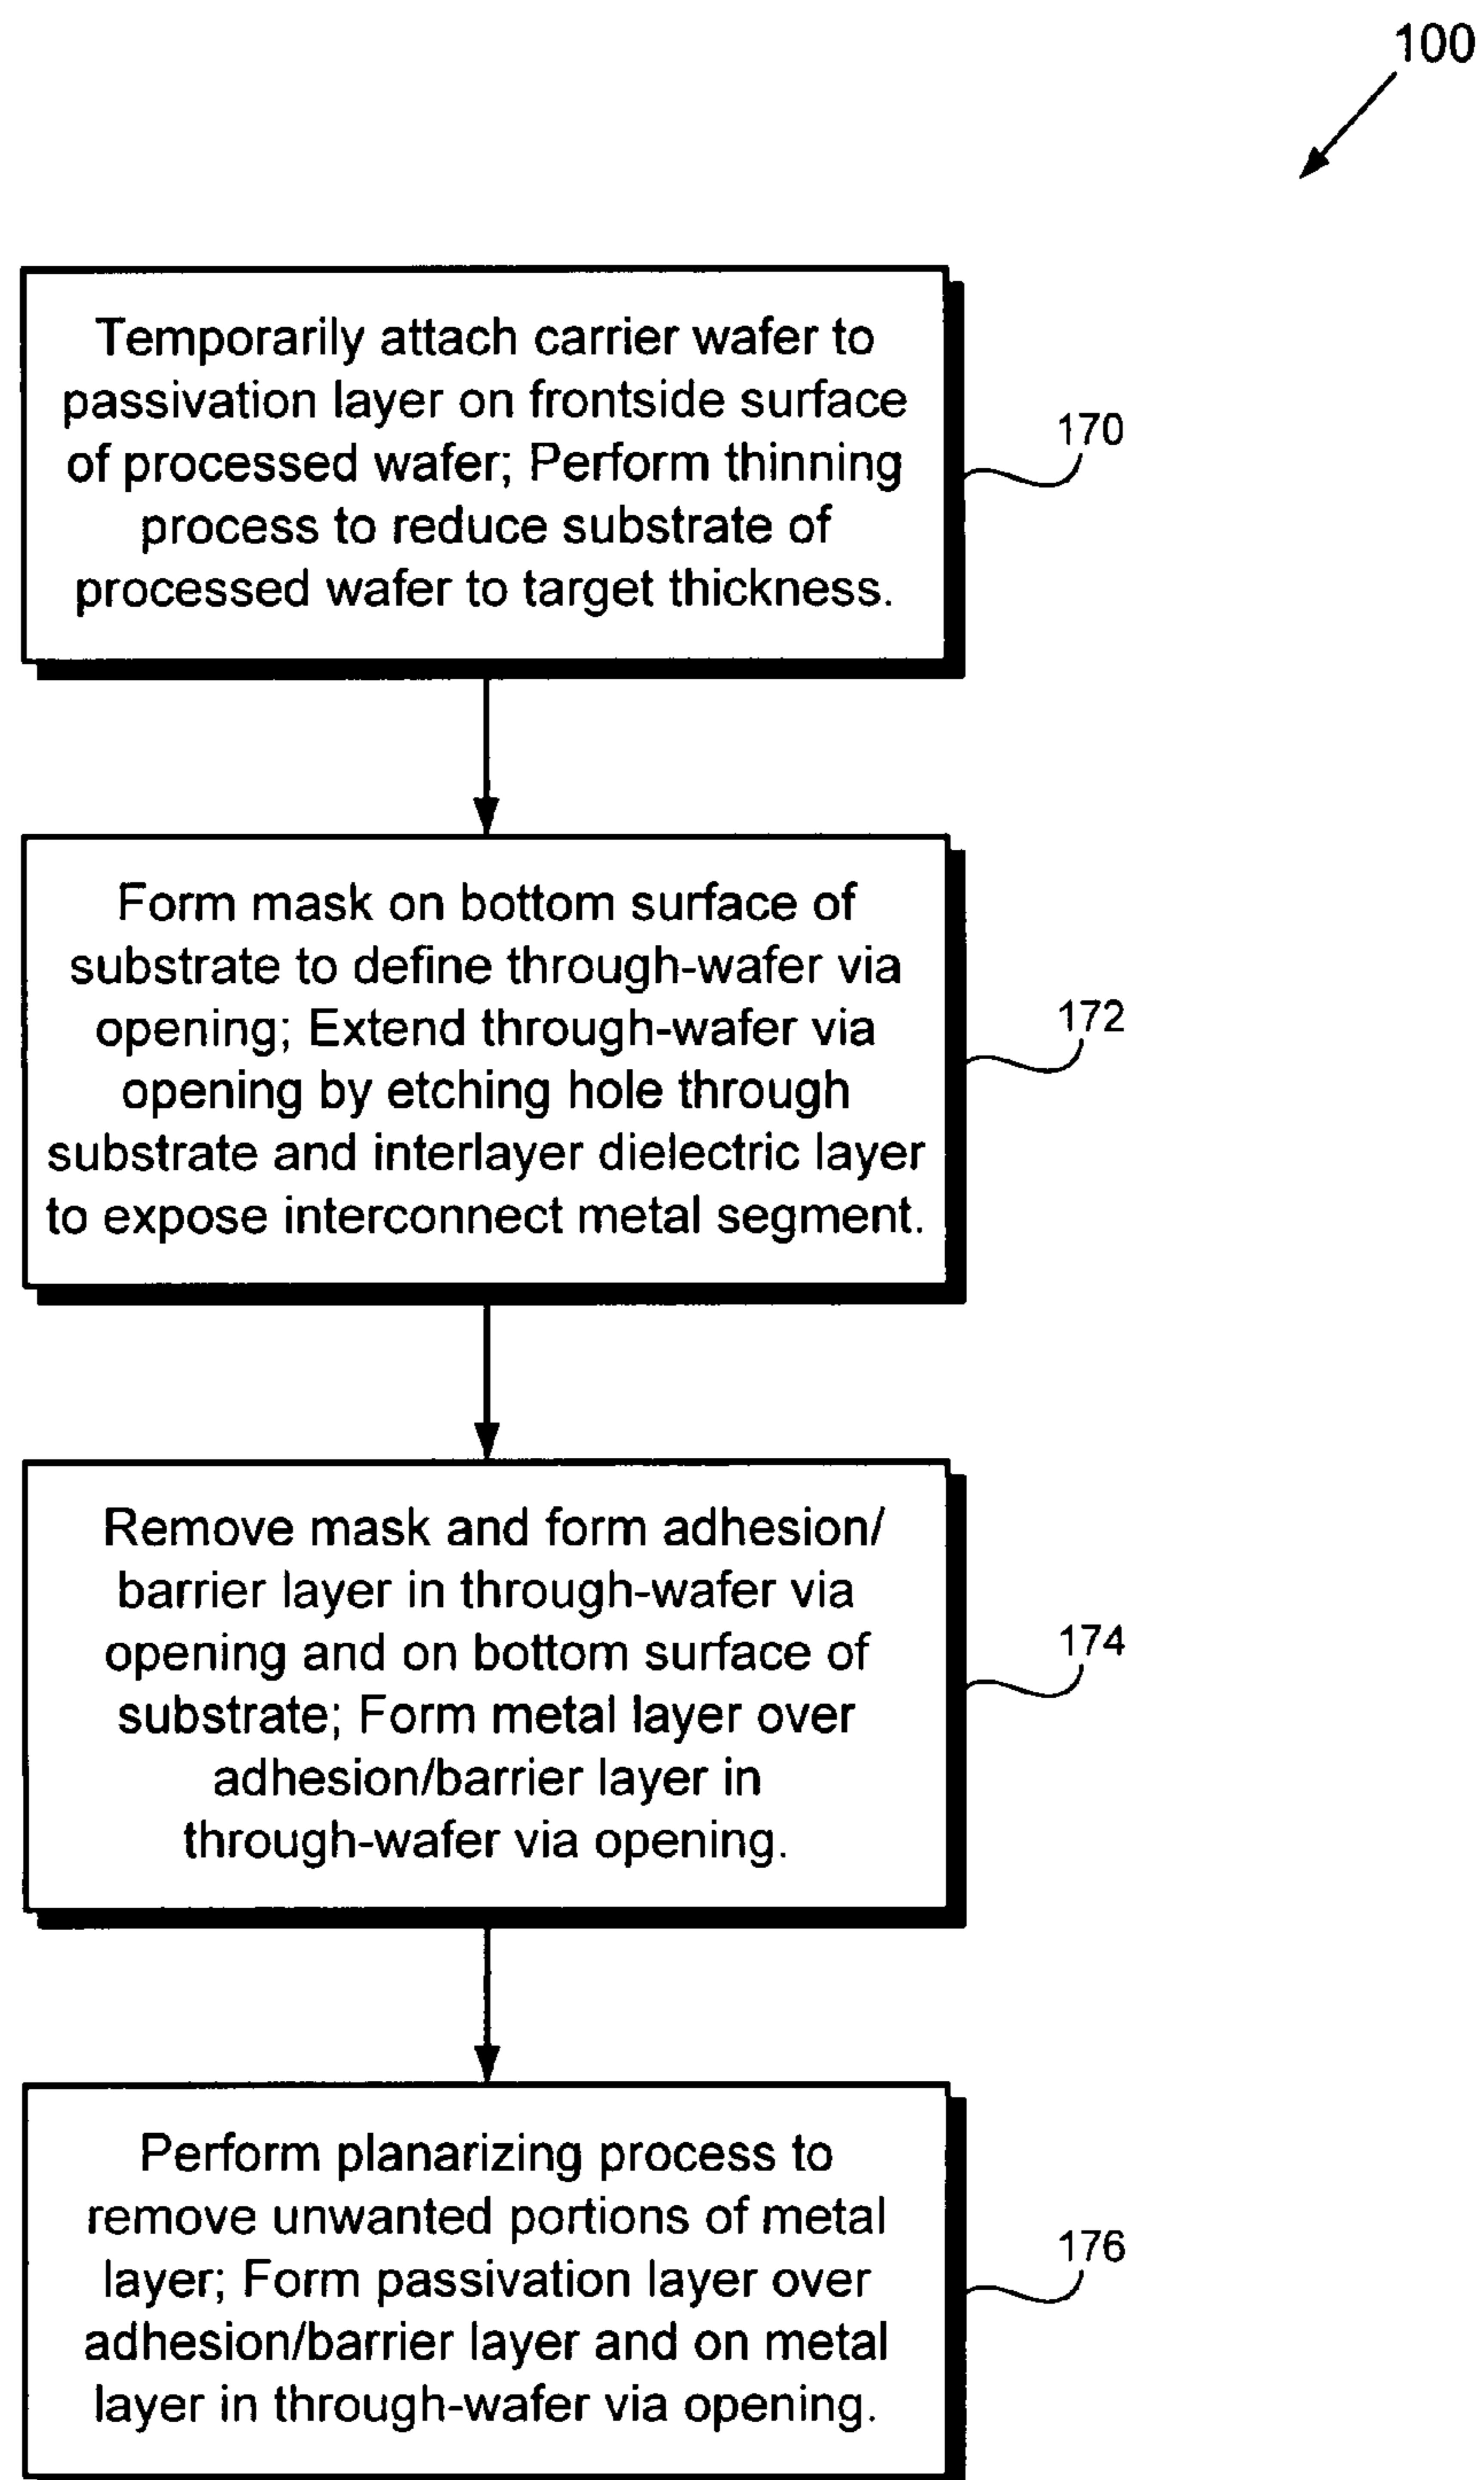 100
Temporarily attach carrier wafer to
passivation layer on frontside surface
of processed wafer; Perform thinning
process to reduce substrate of
processed wafer to target thickness.
170
Form mask on bottom surface of
substrate to define through-wafer via
opening; Extend through-wafer via
opening by etching hole through
substrate and interlayer dielectric layer
to expose interconnect metal segment.
172
Remove mask and form adhesion/
barrier layer in through-wafer via
opening and on bottom surface of
substrate; Form metal layer over
adhesion/barrier layer in
through-wafer via opening.
174
Perform planarizing process to
remove unwanted portions of metal
layer; Form passivation layer over
adhesion/barrier layer and on metal
layer in through-wafer via opening.
176